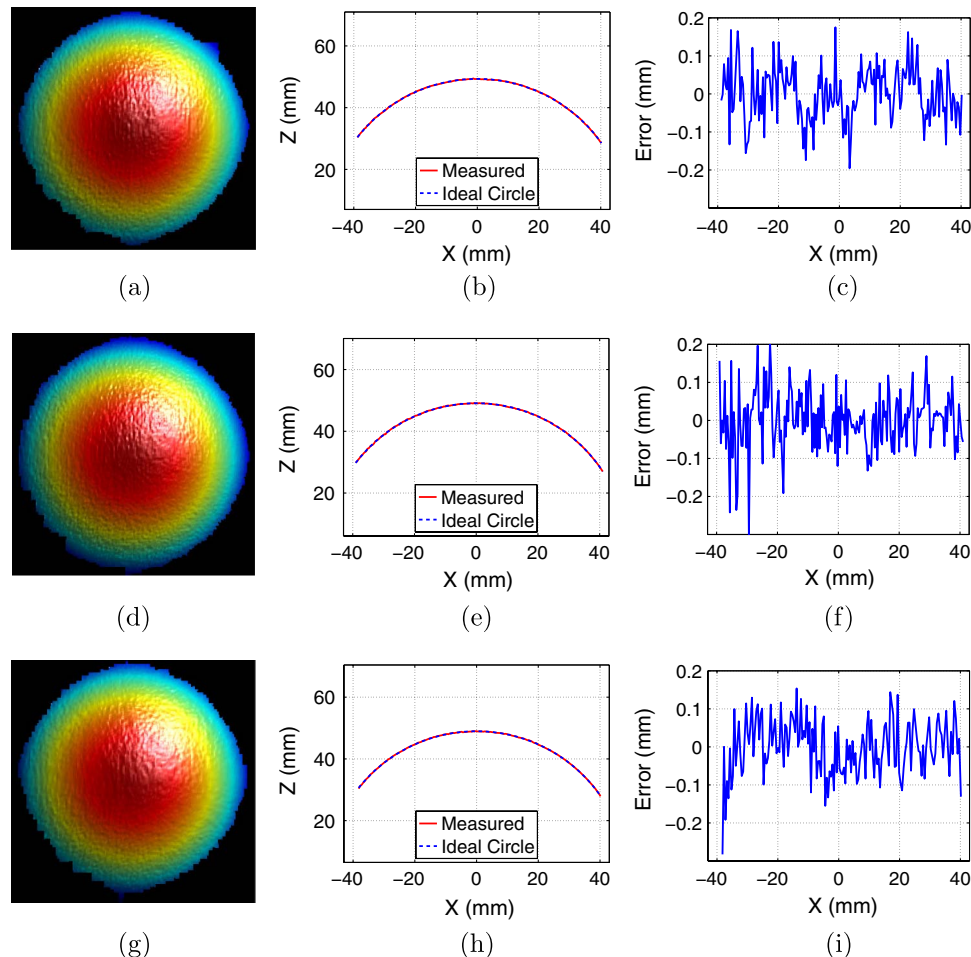 60
40
20
Z (mm)
Measured
Ideal Circle
−40 −20 0 20 40
X (mm)
0.2
0.1
0
−0.1
−0.2
Error (mm)
−40 −20 0 20 40
X (mm)
(a) (b) (c)
60
40
20
Z (mm)
Measured
Ideal Circle
−40 −20 0 20 40
X (mm)
0.2
0.1
0
−0.1
−0.2
Error (mm)
−40 −20 0 20 40
X (mm)
(d) (e) (f)
60
40
20
Z (mm)
Measured
Ideal Circle
−40 −20 0 20 40
X (mm)
0.2
0.1
0
−0.1
−0.2
Error (mm)
−40 −20 0 20 40
X (mm)
(g) (h) (i)